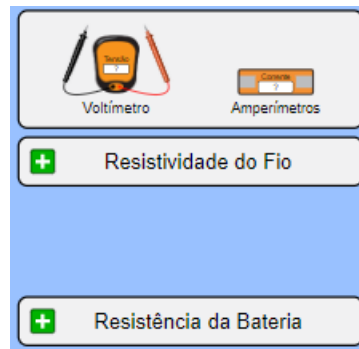 Tensão
?
Corrente
?
Voltímetro
Amperímetros
Resistividade do Fio
Resistência da Bateria